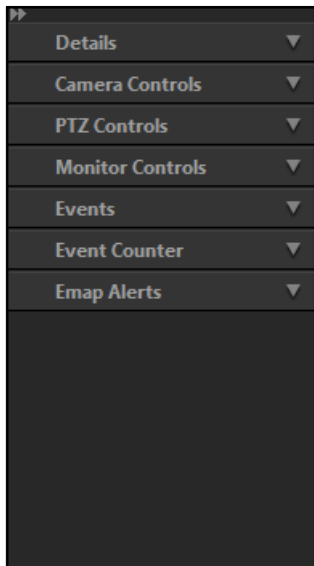 Details
Camera Controls
PTZ Controls
Monitor Controls
Events
Event Counter
Emap Alerts